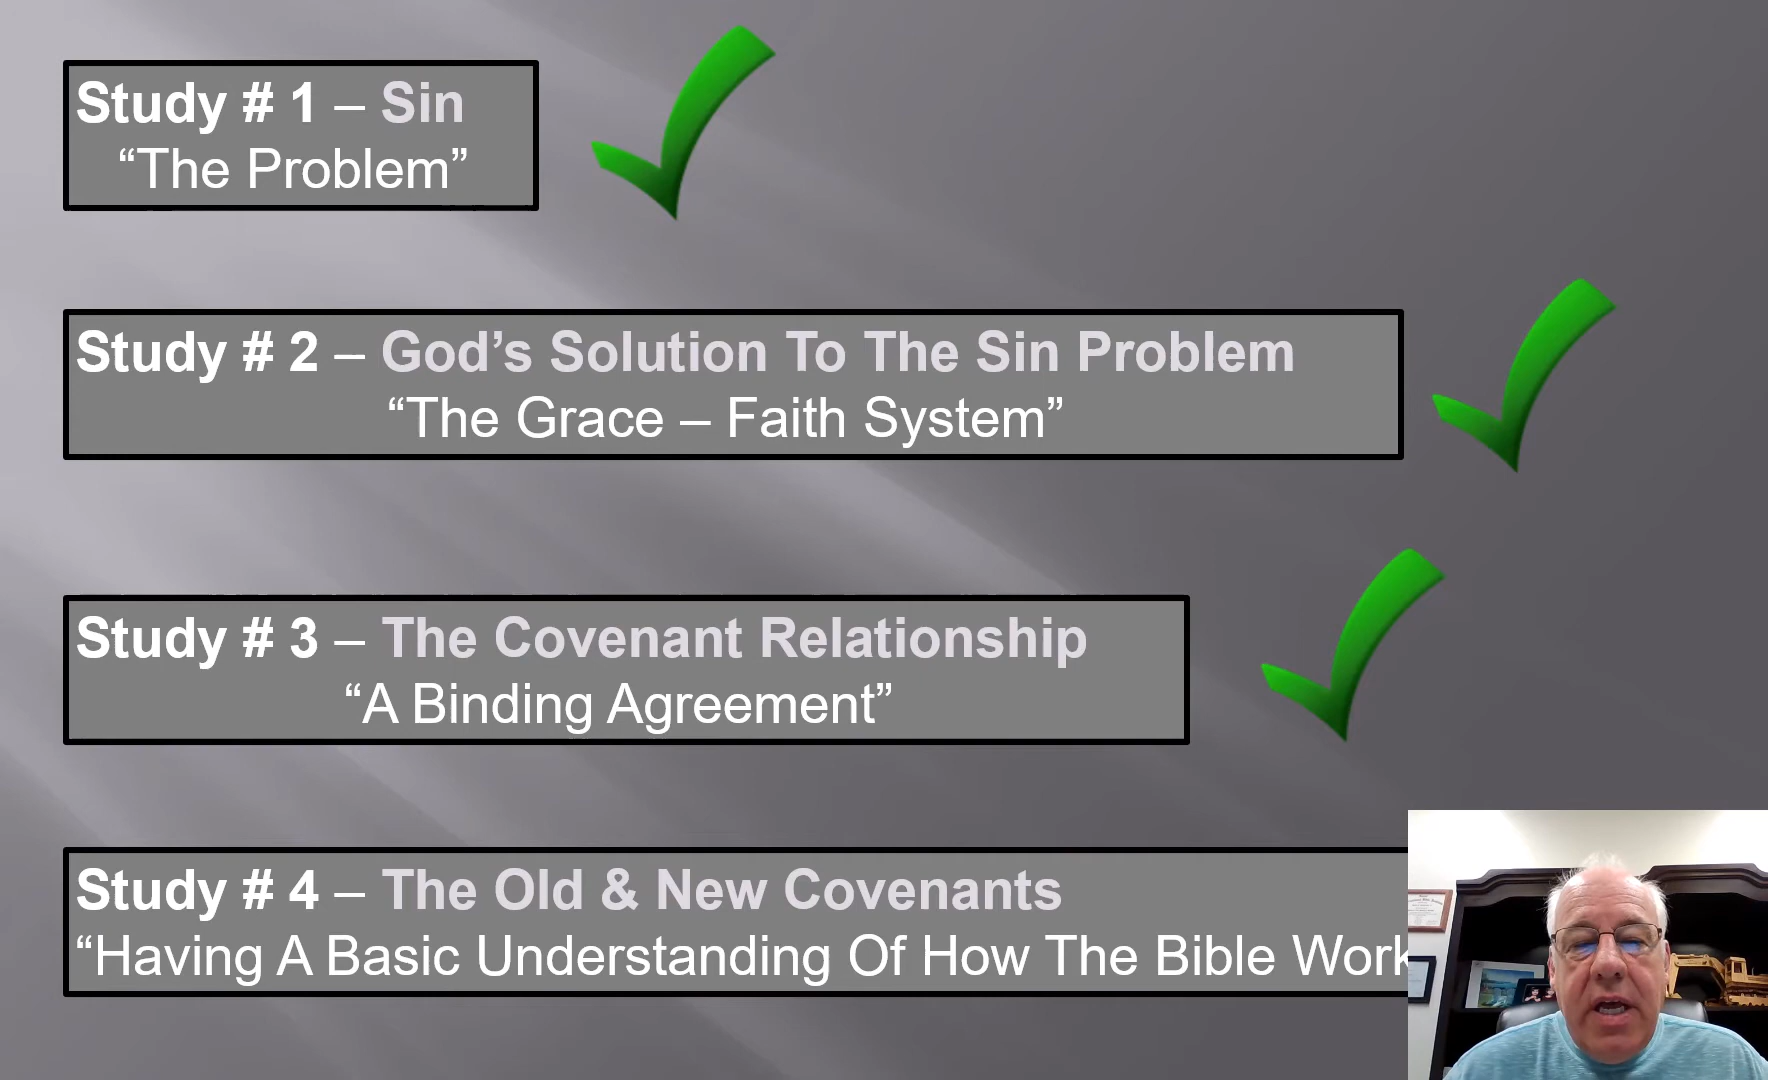 Study # 1 – Sin
“The Problem”
Study # 2 – God’s Solution To The Sin Problem
“The Grace – Faith System”
Study # 3 – The Covenant Relationship
“A Binding Agreement”
Study # 4 – The Old & New Covenants
“Having A Basic Understanding Of How The Bible Work